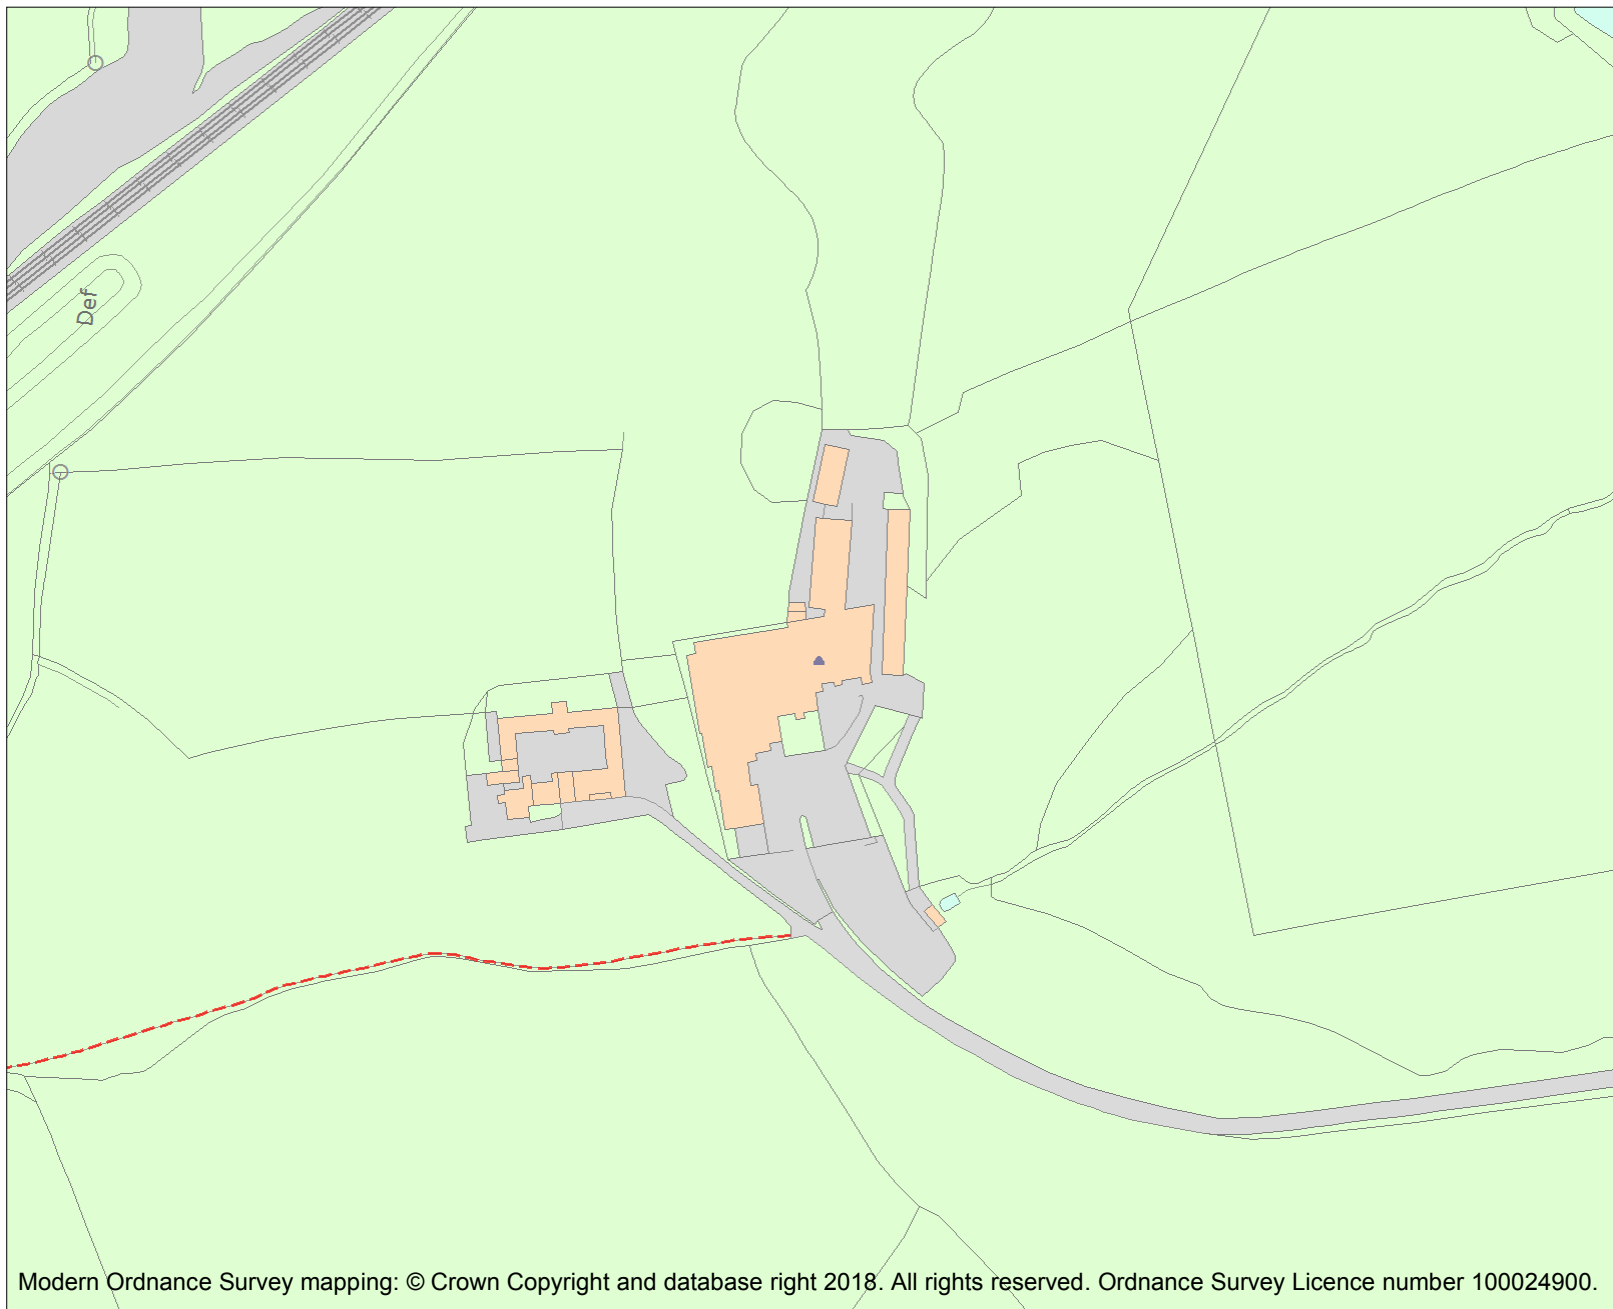 Def
Modern Ordnance Survey mapping: © Crown Copyright and database right 2018. All rights reserved. Ordnance Survey Licence number 100024900.